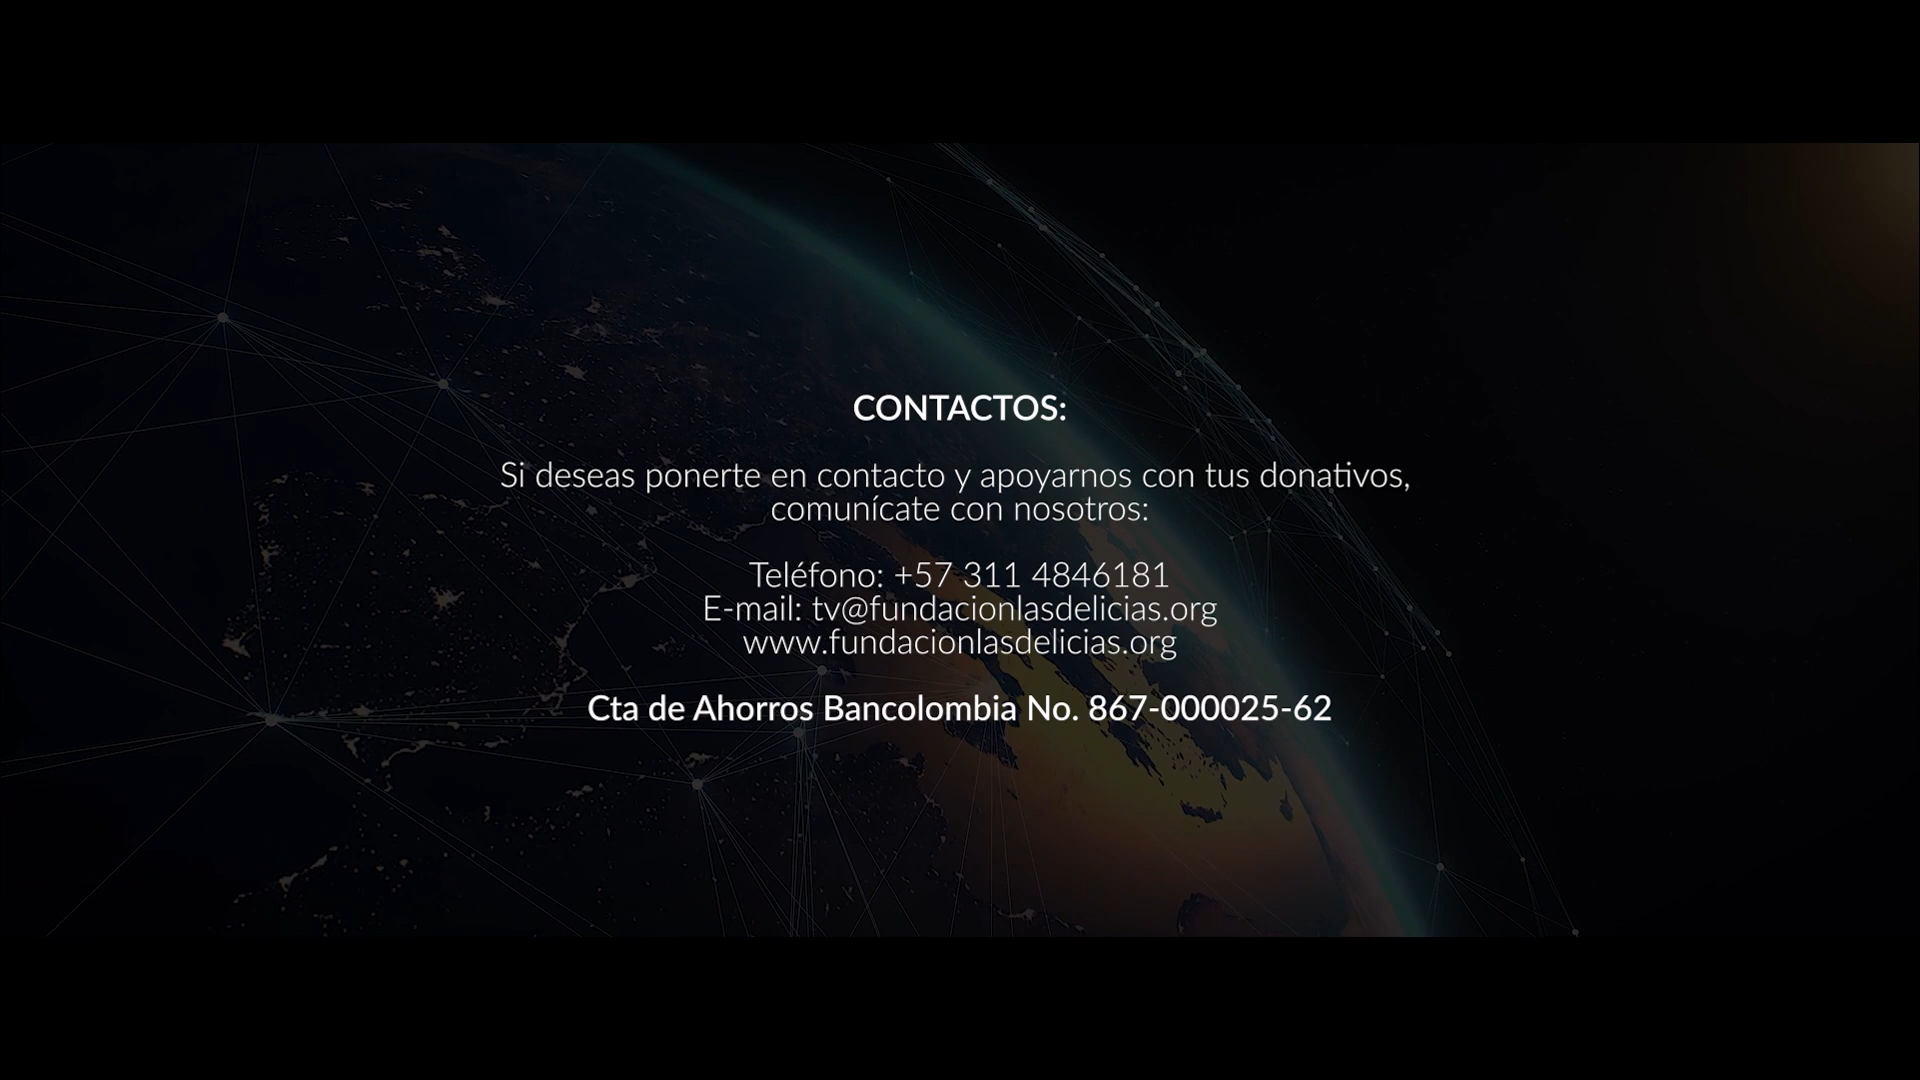 CONTACTOS:
Si deseas ponerte en contacto y apoyarnos con tus donativos,
comunícate con nosotros:
Teléfono: +57 311 4846181
E-mail: tv@fundacionlasdelicias.org
www.fundacionlasdelicias.org
Cta de Ahorros Bancolombia No. 867-000025-62